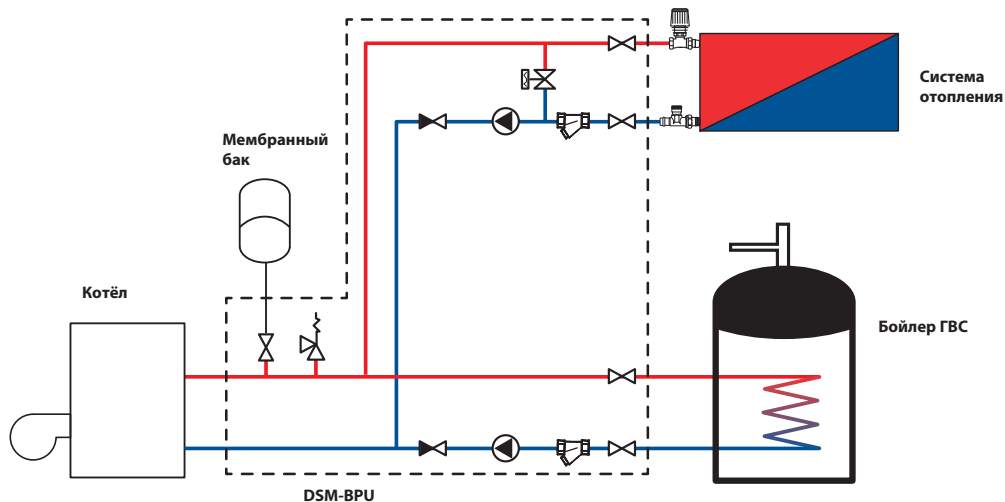 Система
отопления
Мембранный
бак
Котёл
Бойлер ГВС
DSM-BPU